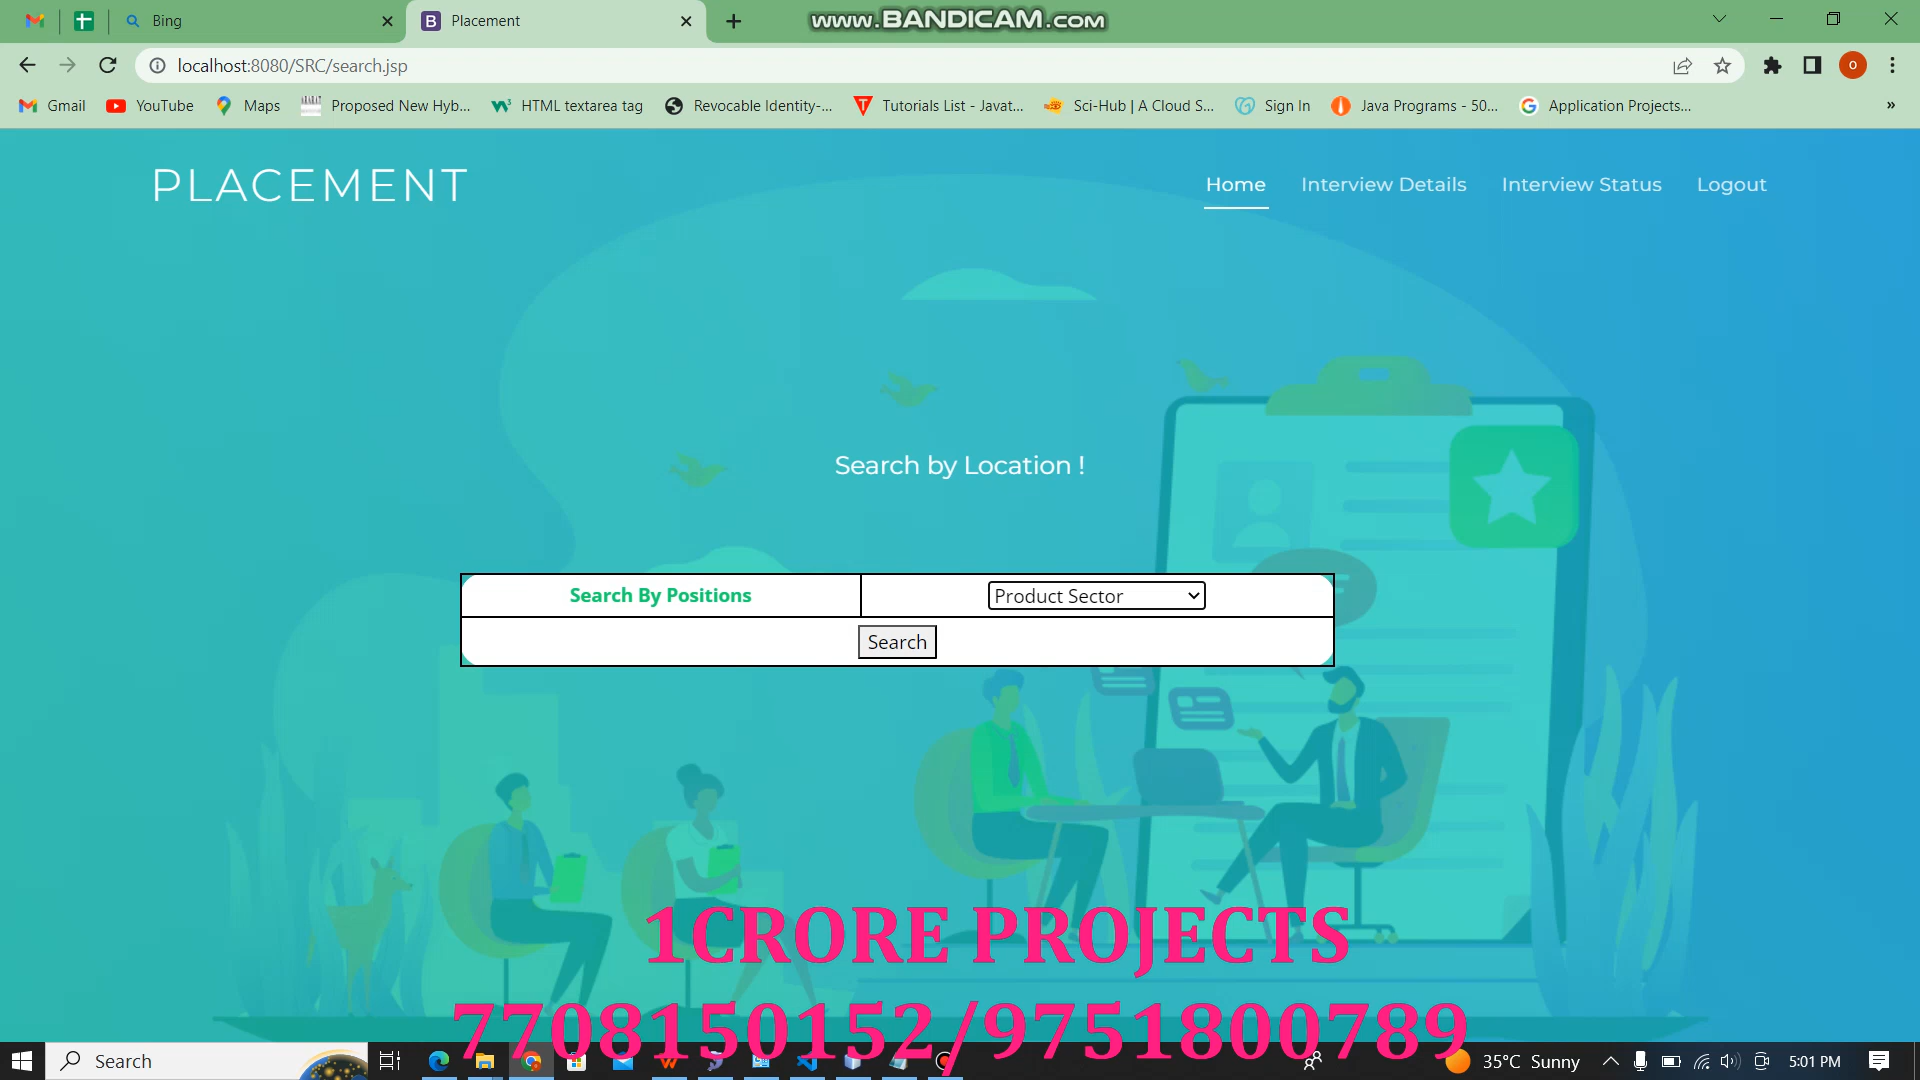 Bing
Placement
www.BANDICAM.com
localhost:8080/SRC/search.jsp
Gmail
YouTube
Maps
Proposed New Hyb...
HTML textarea tag
Revocable Identity-...
Tutorials List - Javat...
Sci-Hub | A Cloud S...
Sign In
Java Programs - 50...
Application Projects...
»
PLACEMENT
Home
Interview Details
Interview Status
Logout
Search by Location !
Search By Positions
Product Sector
Search
1CRORE PROJECTS
7708150152/9751800789
Search
35°C Sunny
5:01 PM